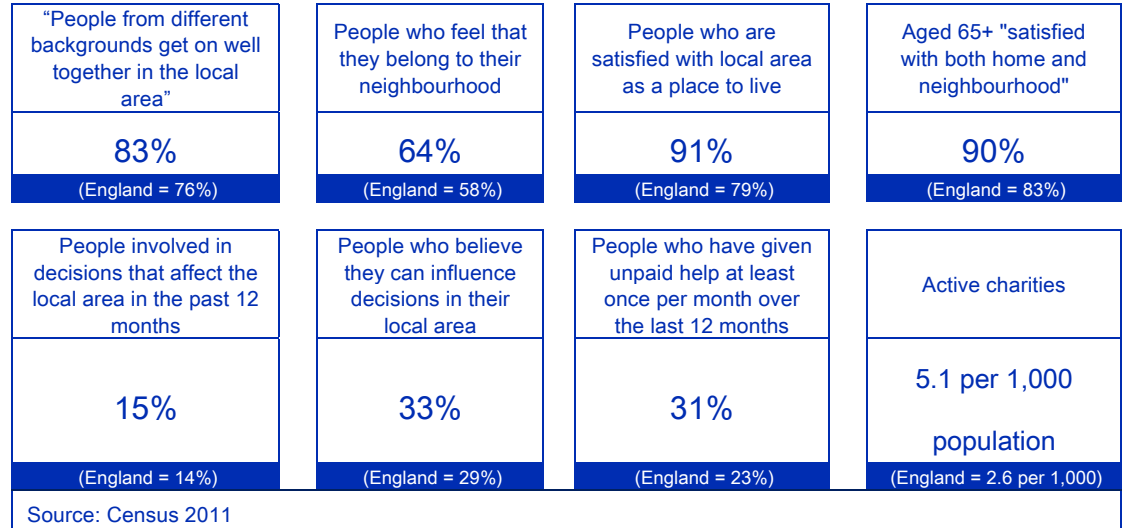 “People from different
backgrounds get on well
together in the local
area”
83%
(England = 76%)
People who feel that
they belong to their
neighbourhood
64%
(England = 58%)
People who are
satisfied with local area
as a place to live
91%
(England = 79%)
Aged 65+ "satisfied
with both home and
neighbourhood"
90%
(England = 83%)
People involved in
decisions that affect the
local area in the past 12
months
15%
(England = 14%)
People who believe
they can influence
decisions in their
local area
33%
(England = 29%)
People who have given
unpaid help at least
once per month over
the last 12 months
31%
(England = 23%)
Active charities
5.1 per 1,000
population
(England = 2.6 per 1,000)
Source: Census 2011